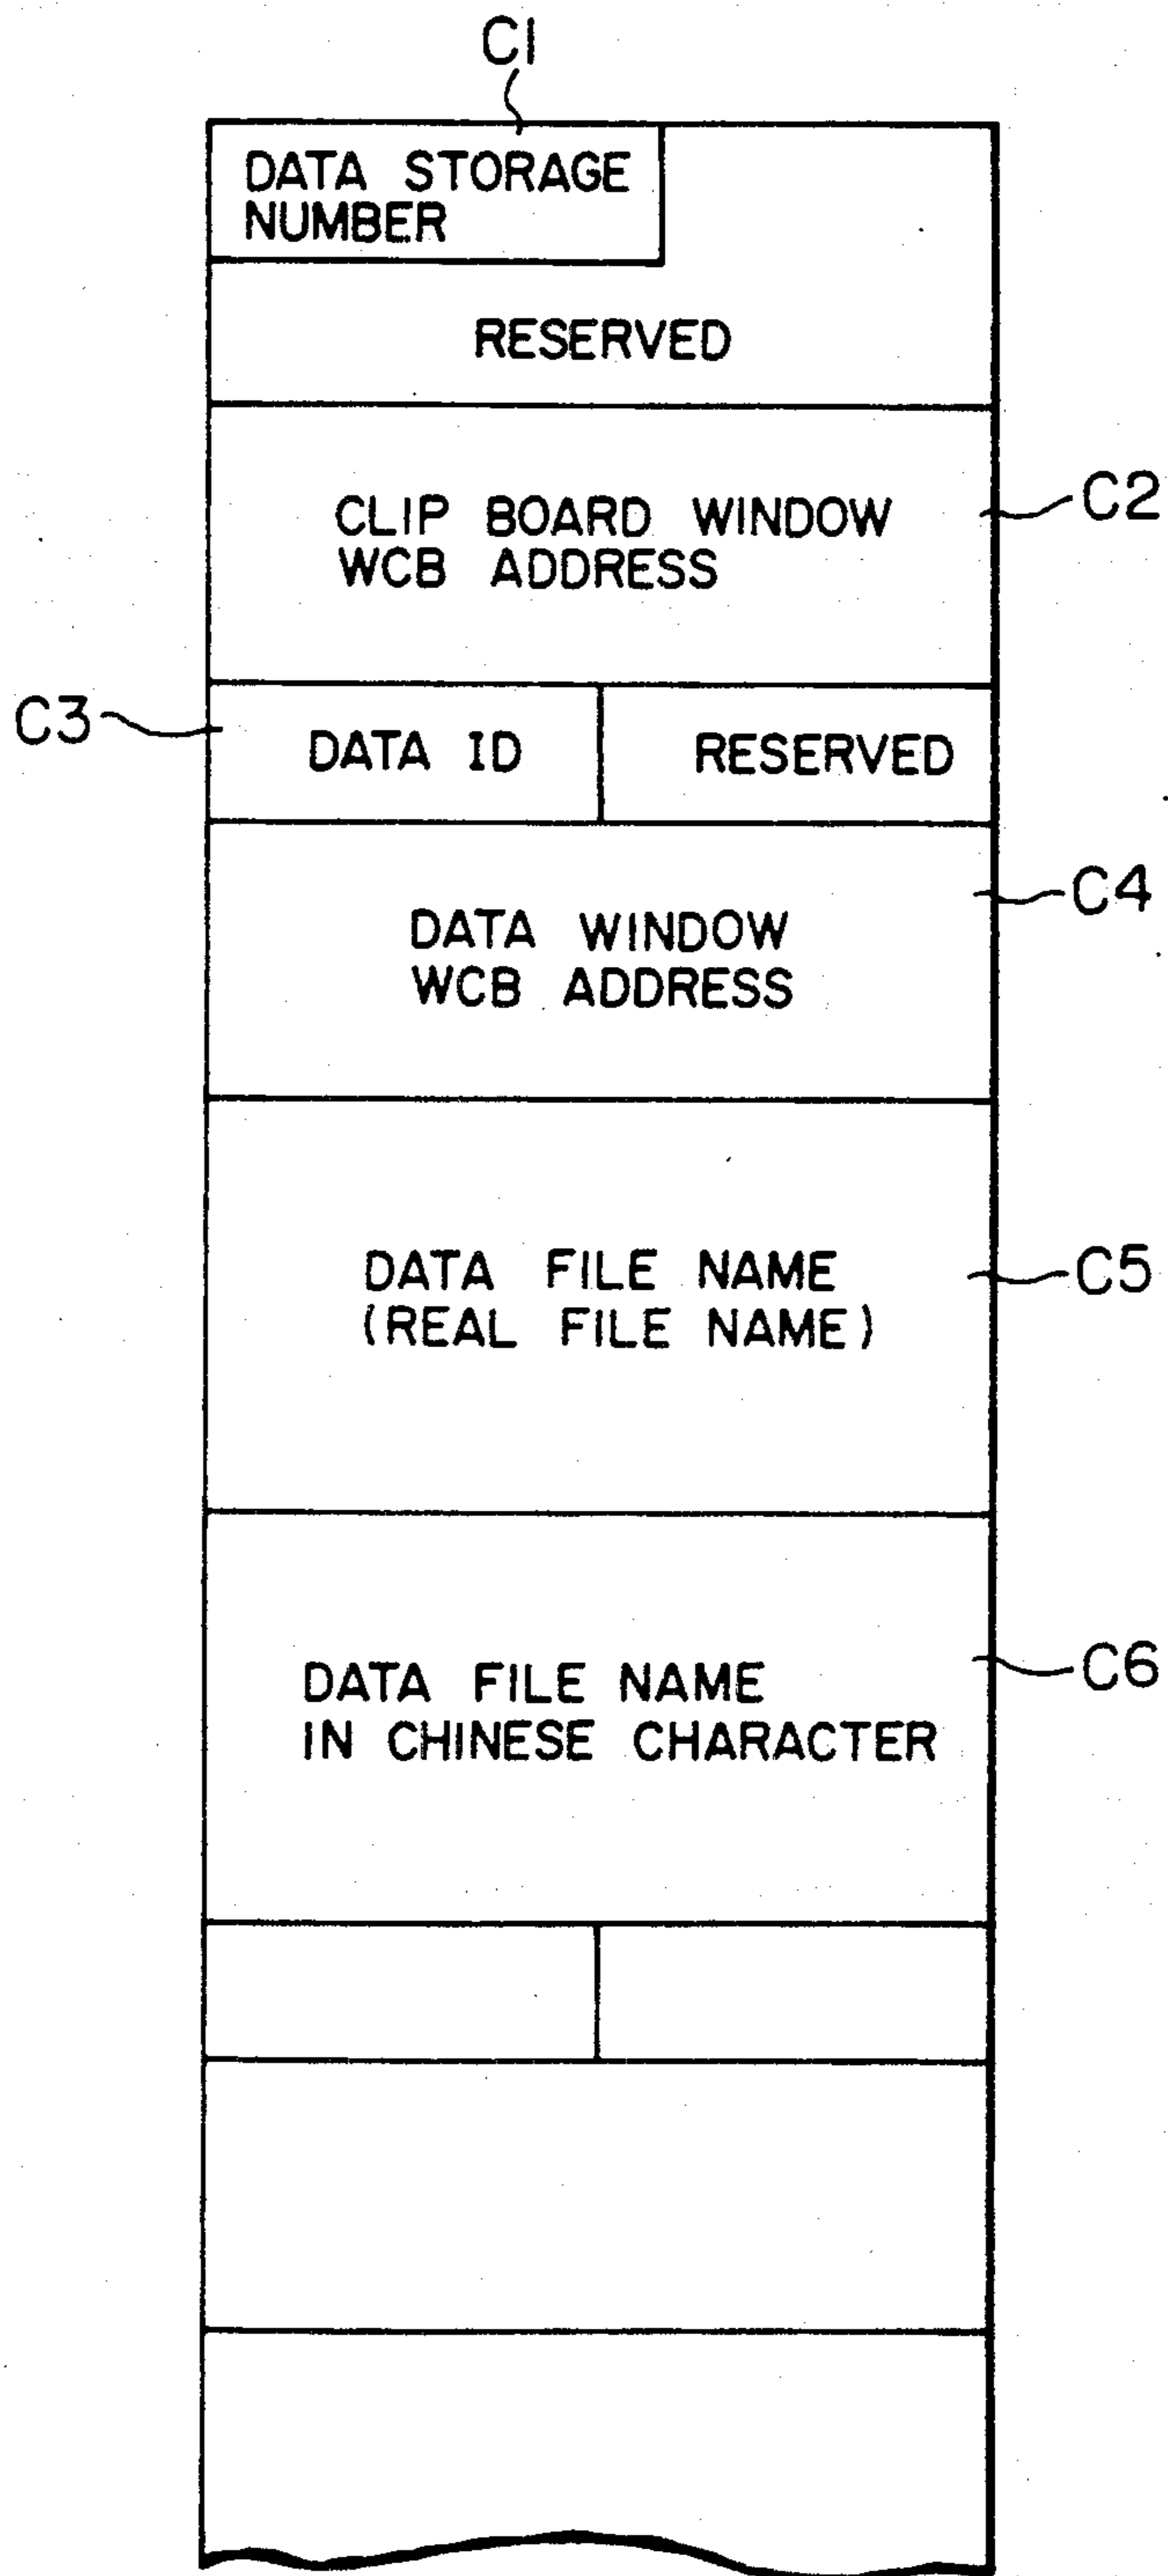 C1
DATA STORAGE
NUMBER
RESERVED
CLIP BOARD WINDOW
WCB ADDRESS
C2
C3
DATA ID
RESERVED
DATA WINDOW
WCB ADDRESS
C4
DATA FILE NAME
(REAL FILE NAME)
C5
DATA FILE NAME
IN CHINESE CHARACTER
C6